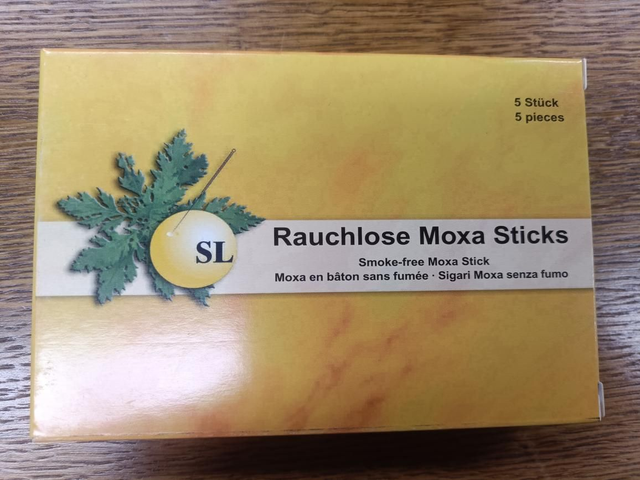 5 Stück
5 pieces
SL
Rauchlose Moxa Sticks
Smoke-free Moxa Stick
Moxa en bâton sans fumée · Sigari Moxa senza fumo